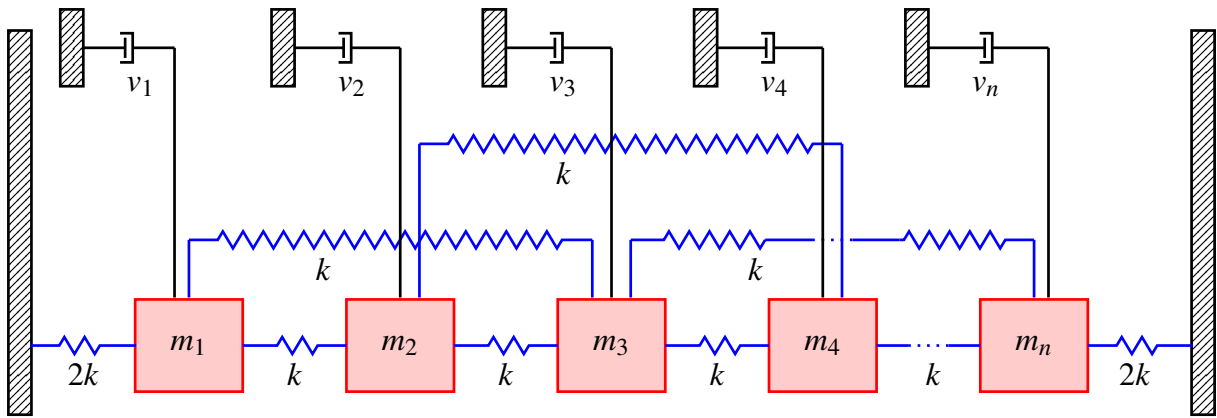 v₁ v₂ v₃ v₄ vₙ
k
k k
m₁ m₂ m₃ m₄ mₙ
2k k k k ... k 2k